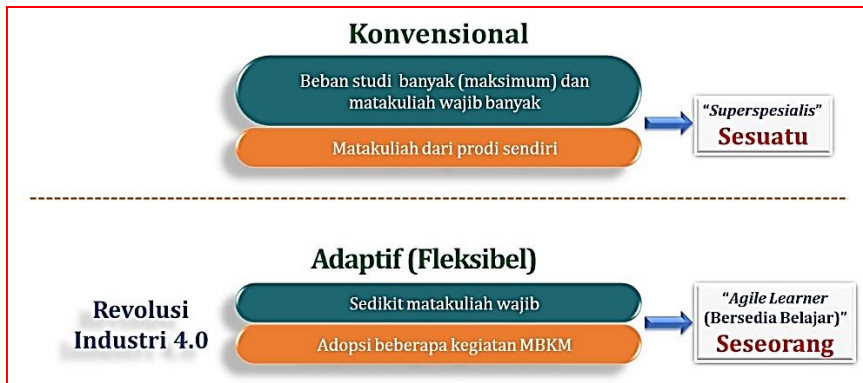 Konvensional
Beban studi banyak (maksimum) dan
matakuliah wajib banyak
Matakuliah dari prodi sendiri
“Superspesialis”
Sesuatu
Adaptif (Fleksibel)
Revolusi
Industri 4.0
Sedikit matakuliah wajib
Adopsi beberapa kegiatan MBKM
“Agile Learner
(Bersedia Belajar)”
Seseorang